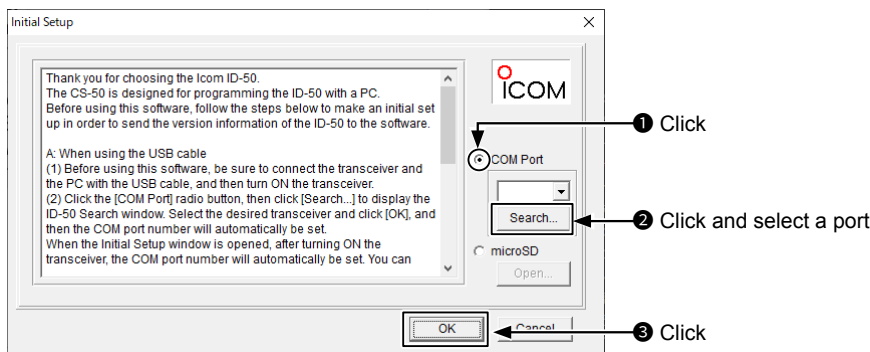 Initial Setup
Thank you for choosing the Icom ID-50.
The CS-50 is designed for programming the ID-50 with a PC.
Before using this software, follow the steps below to make an initial set
up in order to send the version information of the ID-50 to the software.
A: When using the USB cable
(1) Before using this software, be sure to connect the transceiver and
the PC with the USB cable, and then turn ON the transceiver.
(2) Click the [COM Port] radio button, then click [Search...] to display the
ID-50 Search window. Select the desired transceiver and click [OK], and
then the COM port number will automatically be set.
When the Initial Setup window is opened, after turning ON the
transceiver, the COM port number will automatically be set. You can
ICOM
❶ Click
COM Port
Search...
❷ Click and select a port
microSD
Open...
OK
Cancel
❸ Click